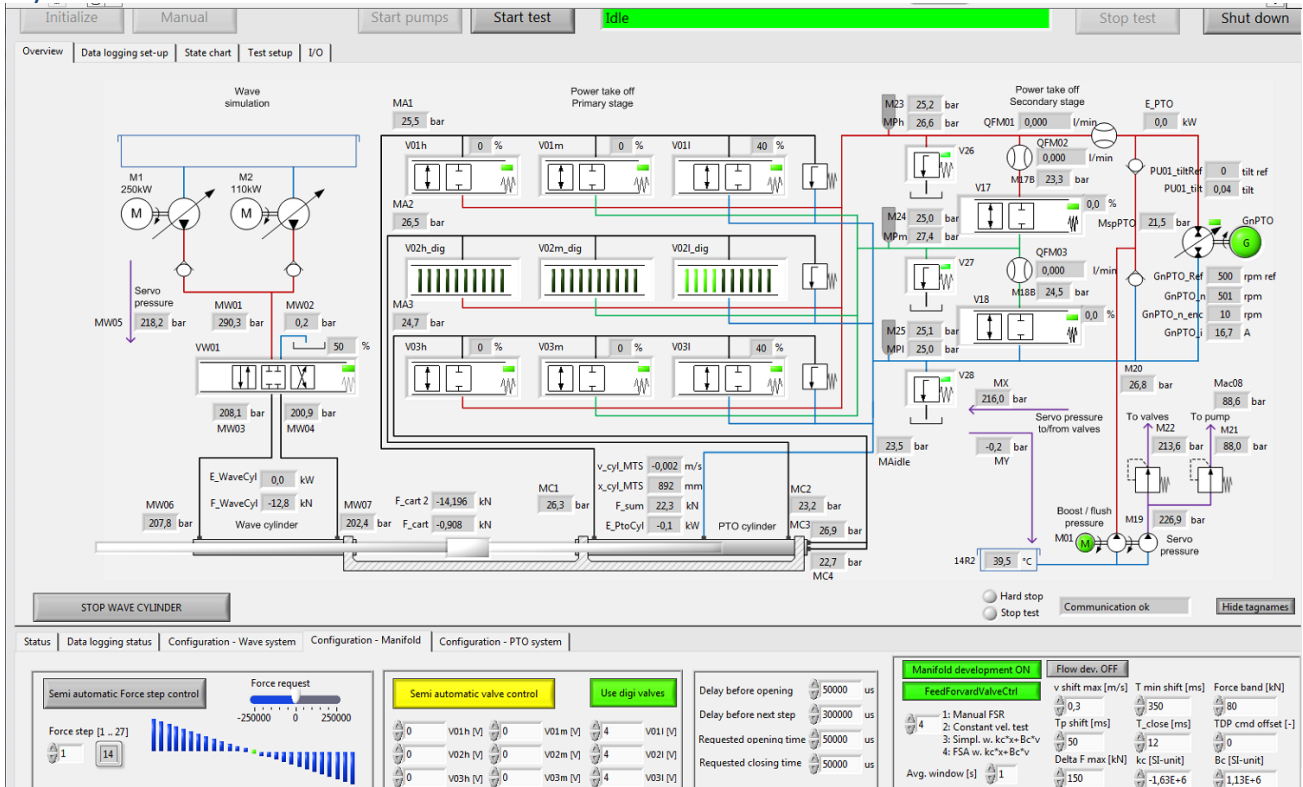 Initialize Manual Start pumps Start test Idle Stop test Shut down
Overview Data logging set-up State chart Test setup I/O
Wave simulation
Power take off
Primary stage
Power take off
Secondary stage
MA1
25,5 bar
V01h 0 % V01m 0 % V01l 40 %
MA2
26,5 bar
V02h_dig V02m_dig V02l_dig
MA3
24,7 bar
V03h 0 % V03m 0 % V03l 40 %
M1
250kW
M
M2
110kW
M
Servo
pressure
MW05 218,2 bar
MW01
290,3 bar
MW02
0,2 bar
VW01
50 %
208,1 bar
MW03
200,9 bar
MW04
E_WaveCyl 0,0 kW
F_WaveCyl -12,8 kN
MW06
207,8 bar
Wave cylinder
MW07
202,4 bar
F_cart 2 -14,196 kN
F_cart -0,908 kN
MC1
26,3 bar
v_cyl_MTS -0,002 m/s
x_cyl_MTS 892 mm
F_sum 22,3 kN
E_PtoCyl -0,1 kW
PTO cylinder
MC2
23,2 bar
MC3 26,9 bar
22,7 bar
MC4
M23 25,2 bar
MPh 26,6 bar
V26
M24 25,0 bar
MPm 27,4 bar
V27
M25 25,1 bar
MPl 25,0 bar
V28
23,5 bar
MAidle
QFM01 0,000 l/min
QFM02
0,000 l/min
M17B 23,3 bar
V17
0,0 %
QFM03
0,000 l/min
M18B 24,5 bar
V18
0,0 %
E_PTO
0,0 kW
PU01_tiltRef 0 tilt ref
PU01_tilt 0,04 tilt
MspPTO 21,5 bar
GnPTO
G
GnPTO_Ref 500 rpm ref
GnPTO_n 501 rpm
GnPTO_n_enc 10 rpm
GnPTO_i 16,7 A
MX
216,0 bar
Servo pressure
to/from valves
-0,2 bar
MY
M20
26,8 bar
Mac08
88,6 bar
To valves
M22
213,6 bar
To pump
M21
88,0 bar
Boost / flush
pressure
M01 M
M19 226,9 bar
Servo
pressure
14R2 39,5 °C
STOP WAVE CYLINDER
Hard stop
Stop test
Communication ok
Hide tagnames
Status Data logging status Configuration - Wave system Configuration - Manifold Configuration - PTO system
Semi automatic Force step control
Force request
-250000 0 250000
Force step [1 .. 27]
1 14
Semi automatic valve control Use digi valves
0 V01h [V] 0 V01m [V] 4 V01l [V]
0 V02h [V] 0 V02m [V] 4 V02l [V]
0 V03h [V] 0 V03m [V] 4 V03l [V]
Delay before opening 50000 us
Delay before next step 300000 us
Requested opening time 50000 us
Requested closing time 50000 us
Manifold development ON Flow dev. OFF
FeedForvardValveCtrl
4
1: Manual FSR
2: Constant vel. test
3: Simpl. w. kc*x+Bc*v
4: FSA w. kc*x+Bc*v
Avg. window [s] 1
v shift max [m/s] T min shift [ms] Force band [kN]
0,3 350 80
Tp shift [ms] T_close [ms] TDP cmd offset [-]
50 12 0
Delta F max [kN] kc [SI-unit] Bc [SI-unit]
150 -1,63E+6 1,13E+6